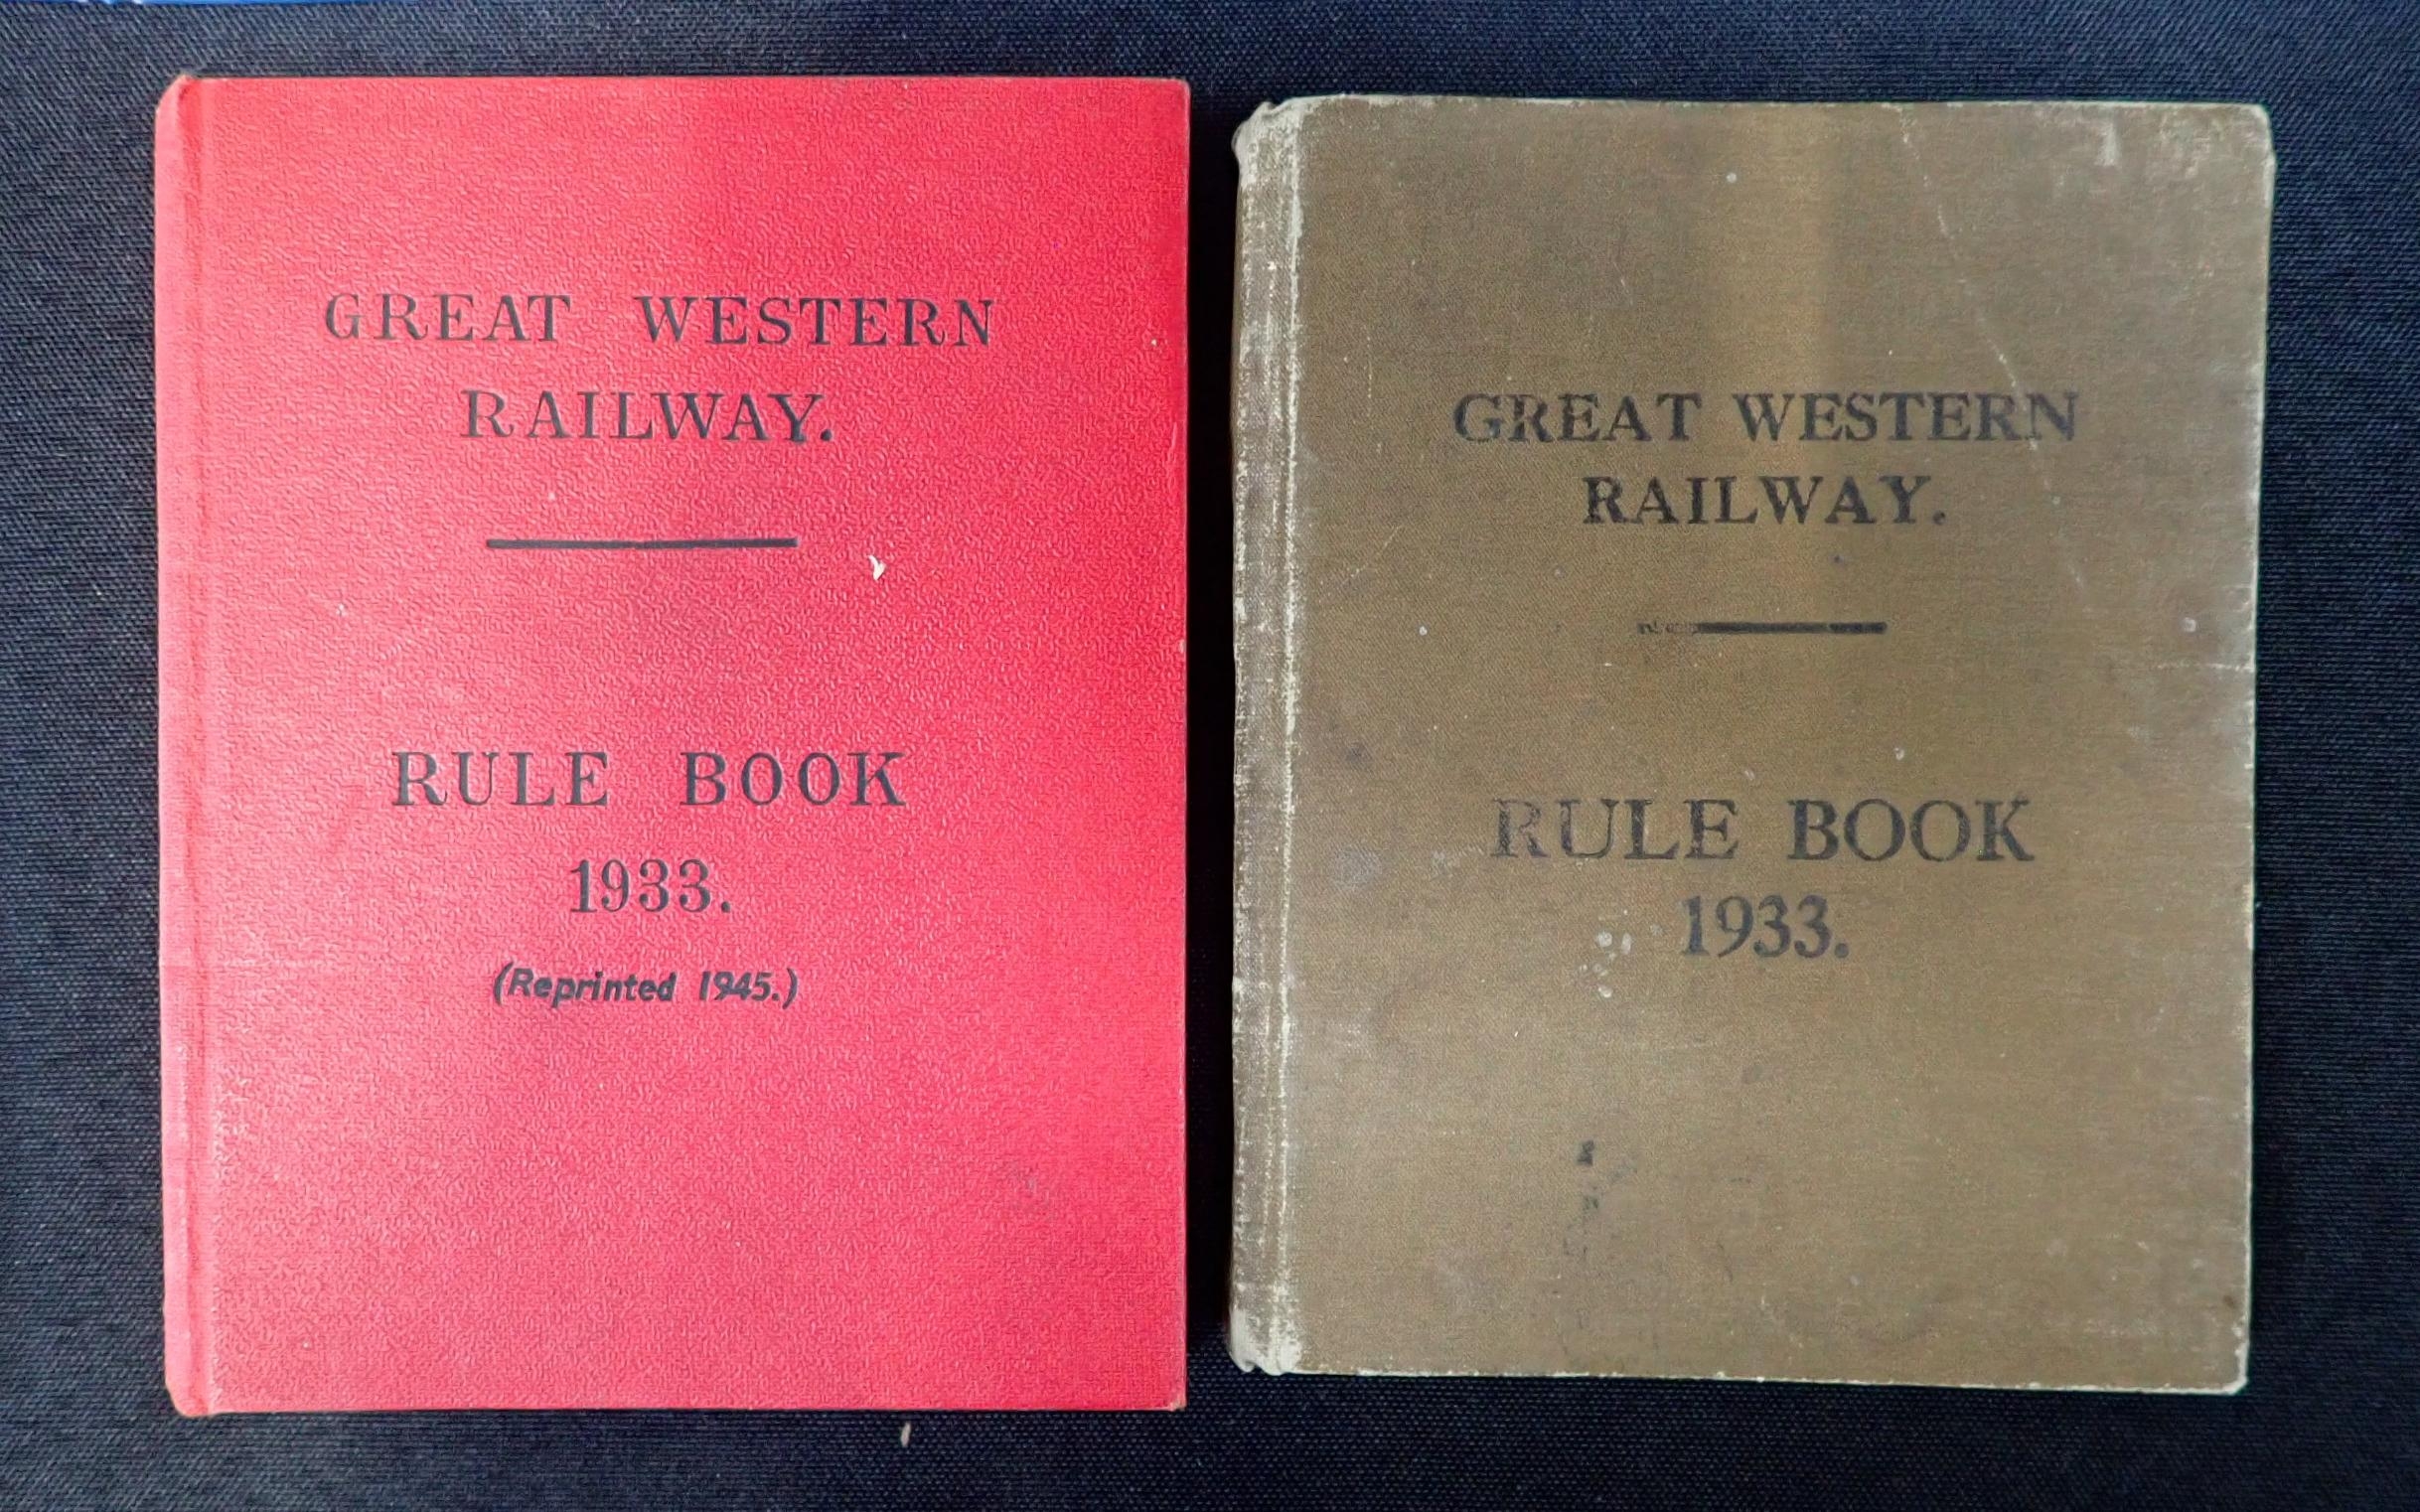 GREAT WESTERN
RAILWAY.
RULE BOOK
1933.
(Reprinted 1945.)
GREAT WESTERN
RAILWAY.
RULE BOOK
1933.